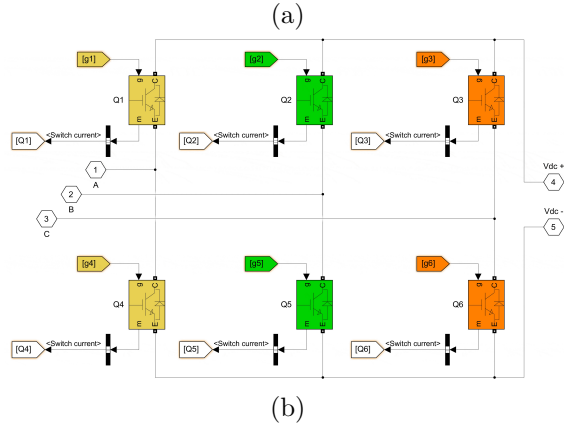 (a)
[g1] [g2] [g3]
g C g C g C
Q1 Q2 Q3
m E m E m E
[Q1] <Switch current> [Q2] <Switch current> [Q3] <Switch current>
1
A
Vdc +
4
2
B
3
C
Vdc -
5
[g4] [g5] [g6]
g C g C g C
Q4 Q5 Q6
m E m E m E
[Q4] <Switch current> [Q5] <Switch current> [Q6] <Switch current>
(b)